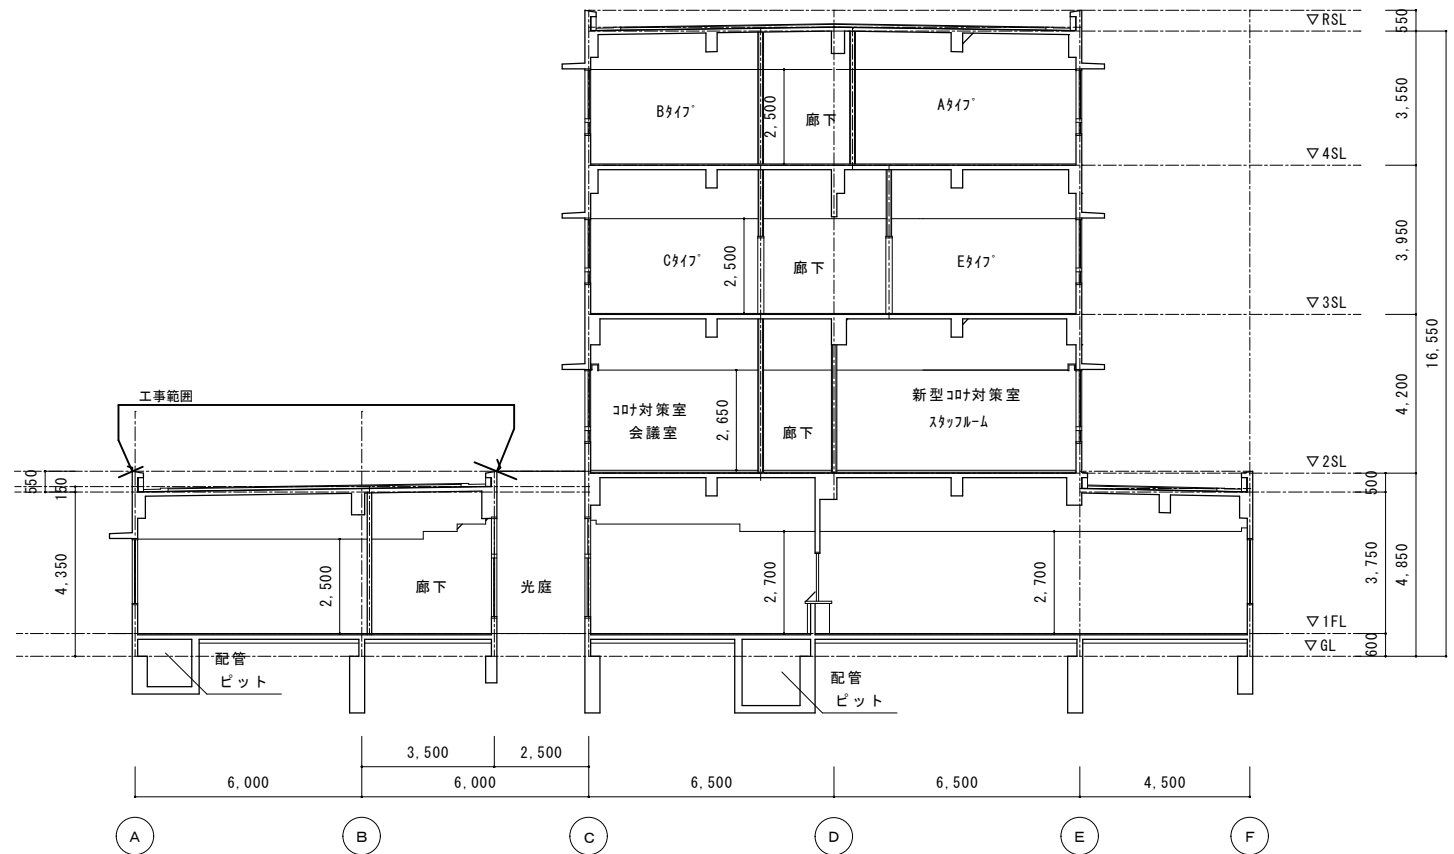 ▽RSL
550
Bﾀｲﾌﾟ
2,500
廊下
Aﾀｲﾌﾟ
3,550
▽4SL
Cﾀｲﾌﾟ
2,500
廊下
Eﾀｲﾌﾟ
3,950
▽3SL
16,550
工事範囲
ｺﾛﾅ対策室
会議室
2,650
廊下
新型ｺﾛﾅ対策室
ｽﾀｯﾌﾙｰﾑ
4,200
▽2SL
550
150
500
4,350
2,500
廊下
光庭
2,700
2,700
3,750
4,850
▽1FL
▽GL
600
配管
ピット
配管
ピット
3,500
2,500
6,000
6,000
6,500
6,500
4,500
A
B
C
D
E
F